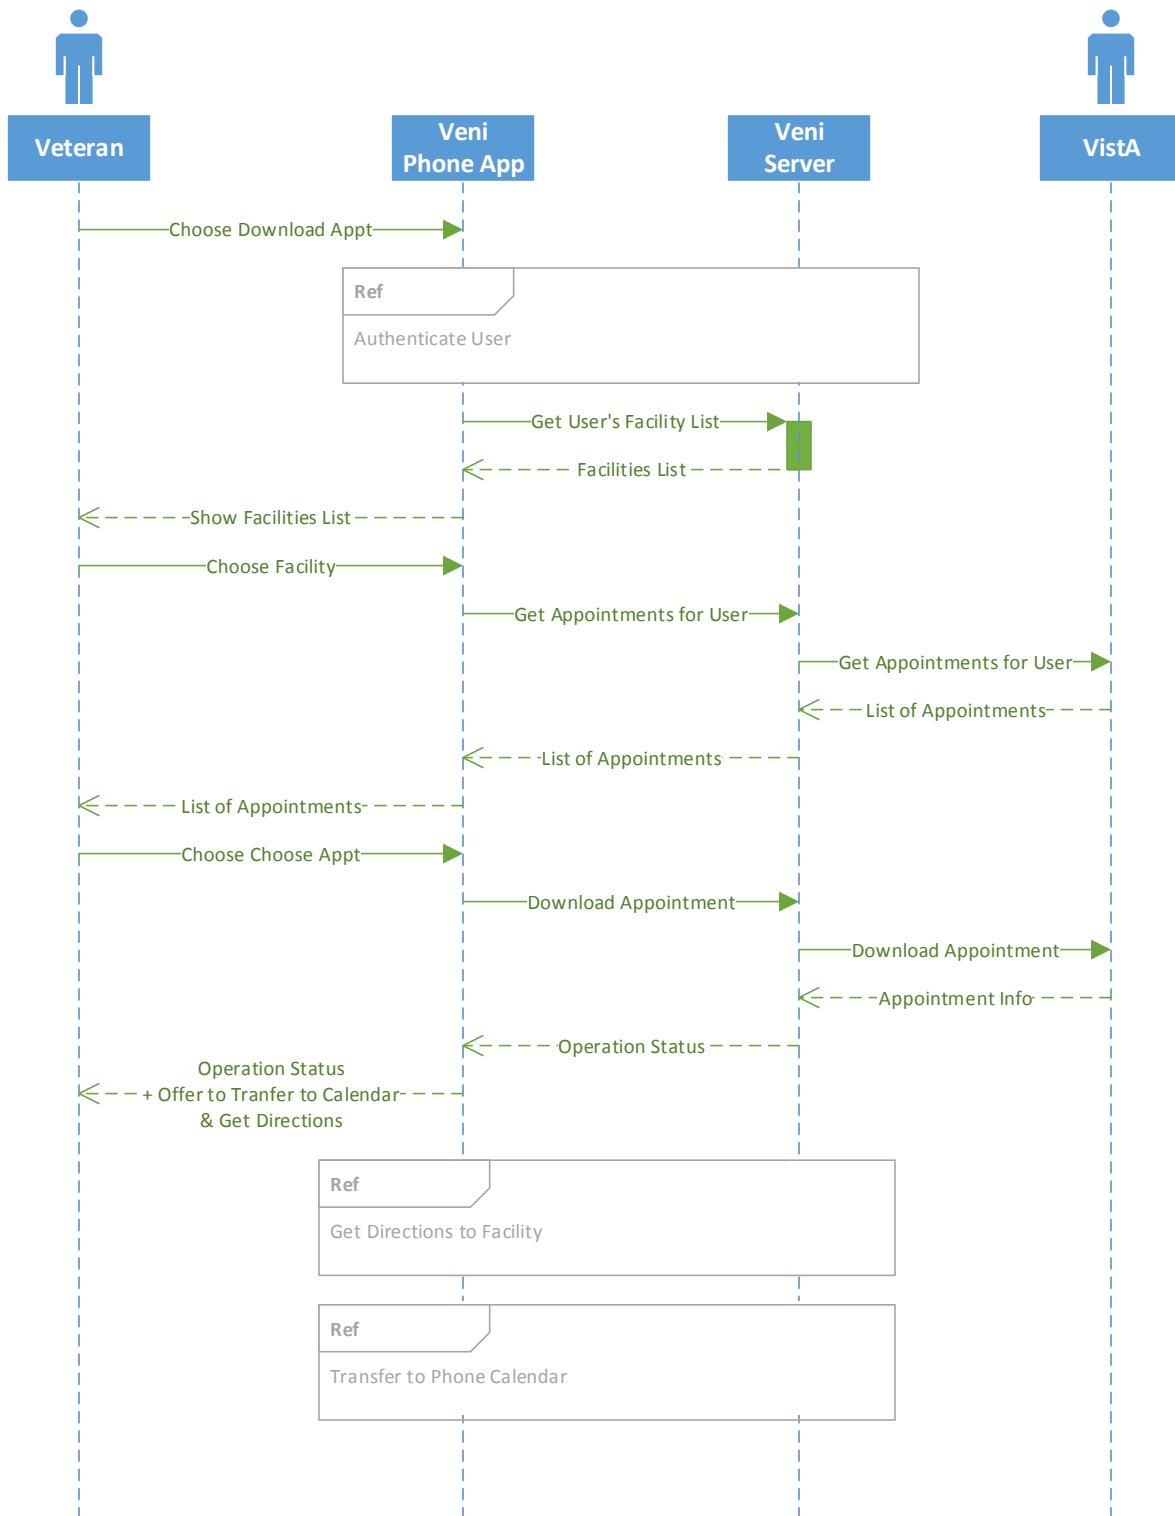 Veteran
Veni
Phone App
Veni
Server
VistA
Choose Download Appt
Ref
Authenticate User
Get User's Facility List
Facilities List
Show Facilities List
Choose Facility
Get Appointments for User
Get Appointments for User
List of Appointments
List of Appointments
List of Appointments
Choose Choose Appt
Download Appointment
Download Appointment
Appointment Info
Operation Status
Operation Status
+ Offer to Tranfer to Calendar
& Get Directions
Ref
Get Directions to Facility
Ref
Transfer to Phone Calendar